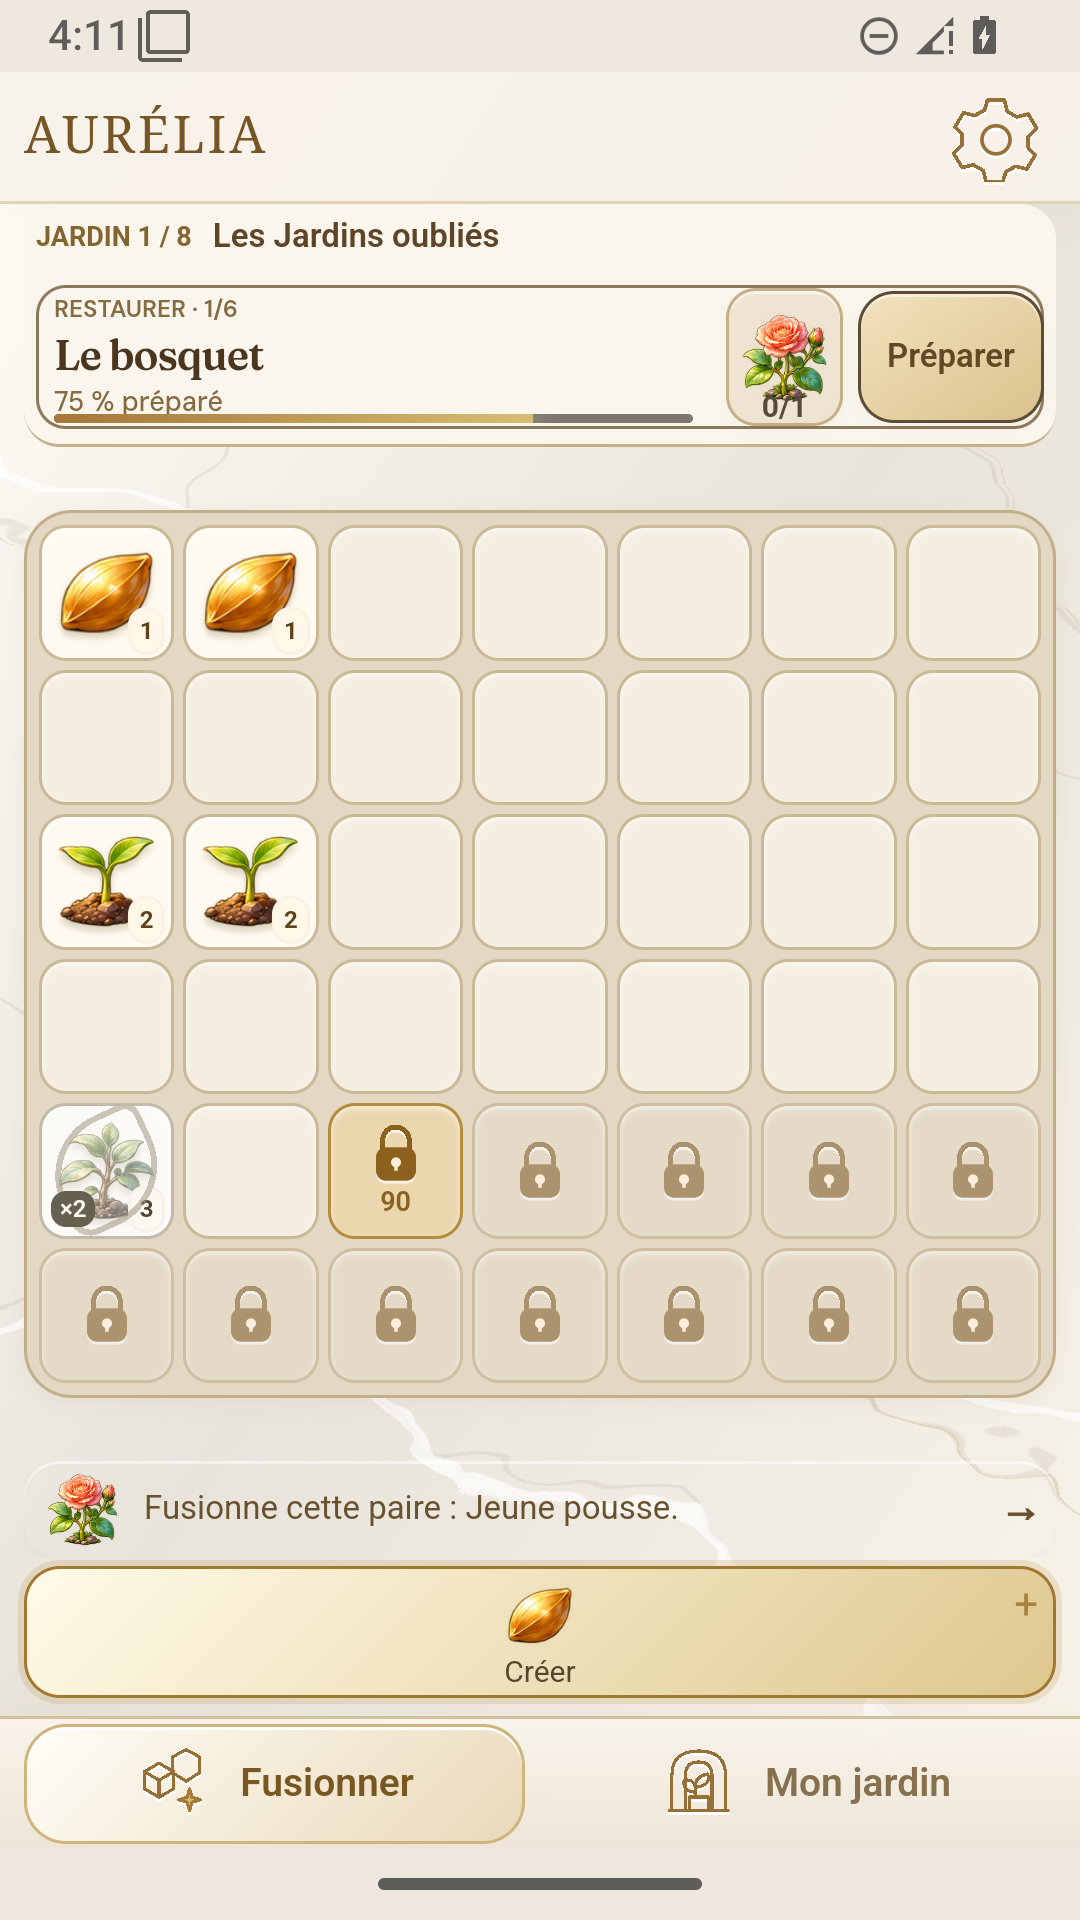 4:11
AURÉLIA
JARDIN 1 / 8 Les Jardins oubliés
RESTAURER · 1/6
Le bosquet
75 % préparé
0/1
Préparer
1
1
2
2
×2
3
90
Fusionne cette paire : Jeune pousse.
→
+
Créer
Fusionner
Mon jardin